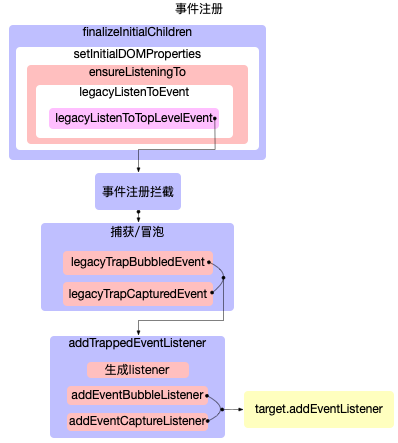 事件注册
finalizeInitialChildren
setInitialDOMProperties
ensureListeningTo
legacyListenToEvent
legacyListenToTopLevelEvent
事件注册拦截
捕获/冒泡
legacyTrapBubbledEvent
legacyTrapCapturedEvent
addTrappedEventListener
生成listener
addEventBubbleListener
addEventCaptureListener
target.addEventListener